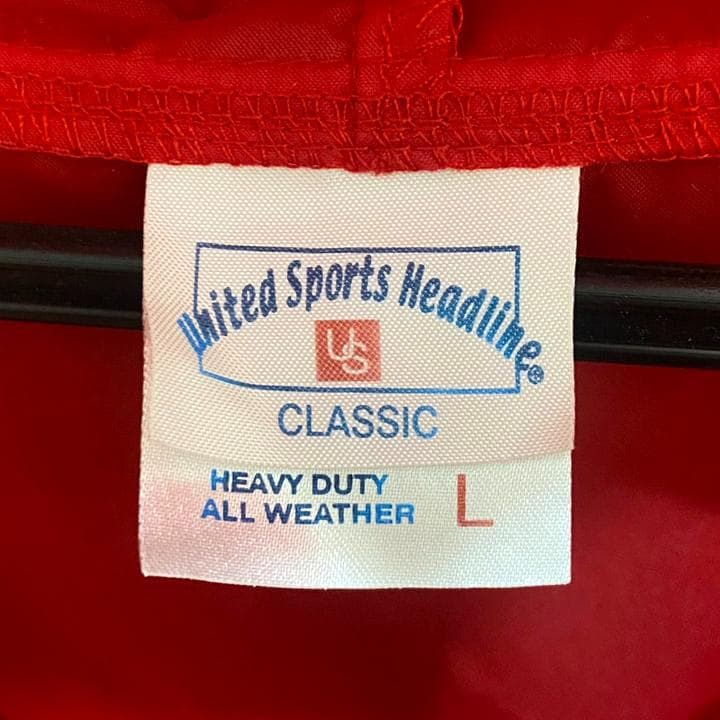 United Sports Headline®
US
CLASSIC
HEAVY DUTY
ALL WEATHER
L